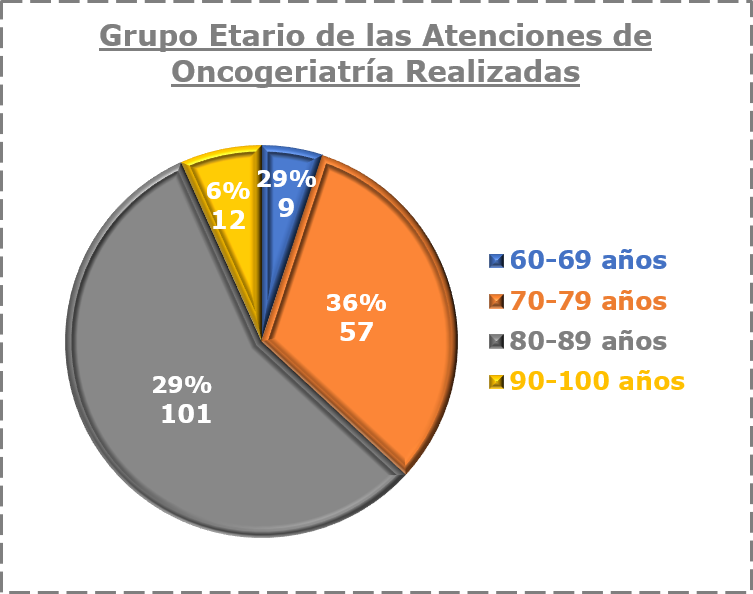 Grupo Etario de las Atenciones de
Oncogeriatría Realizadas
6%
12
29%
9
36%
57
29%
101
60-69 años
70-79 años
80-89 años
90-100 años